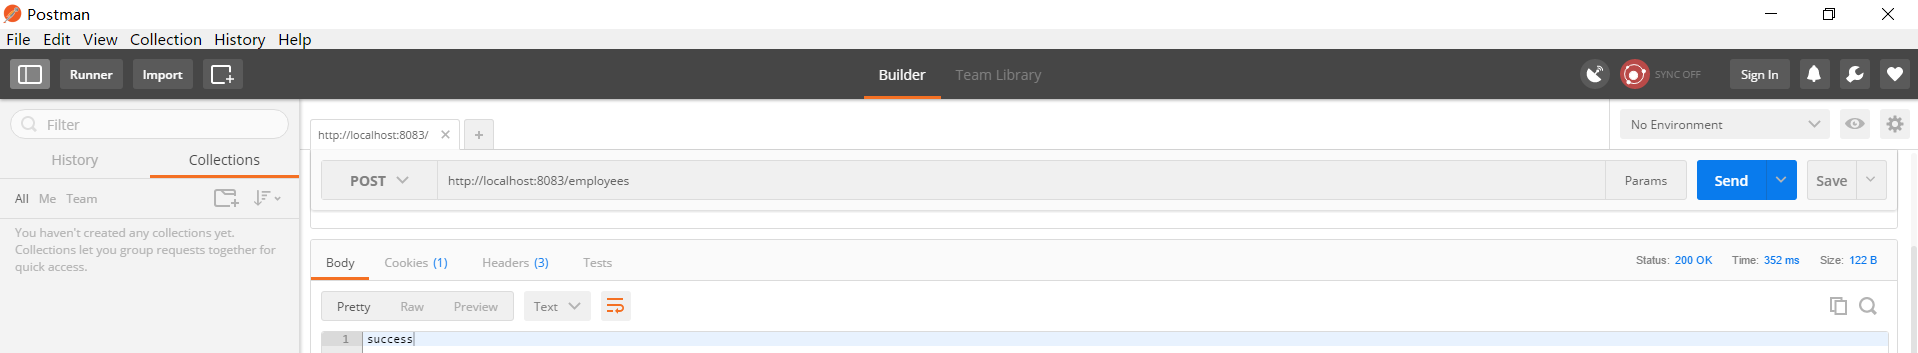 Postman
File Edit View Collection History Help
Runner Import Builder Team Library SYNC OFF Sign In
Filter
http://localhost:8083/
No Environment
History Collections
POST http://localhost:8083/employees Params Send Save
All Me Team
You haven't created any collections yet.
Collections let you group requests together for
quick access.
Body Cookies (1) Headers (3) Tests Status: 200 OK Time: 352 ms Size: 122 B
Pretty Raw Preview Text
1 success